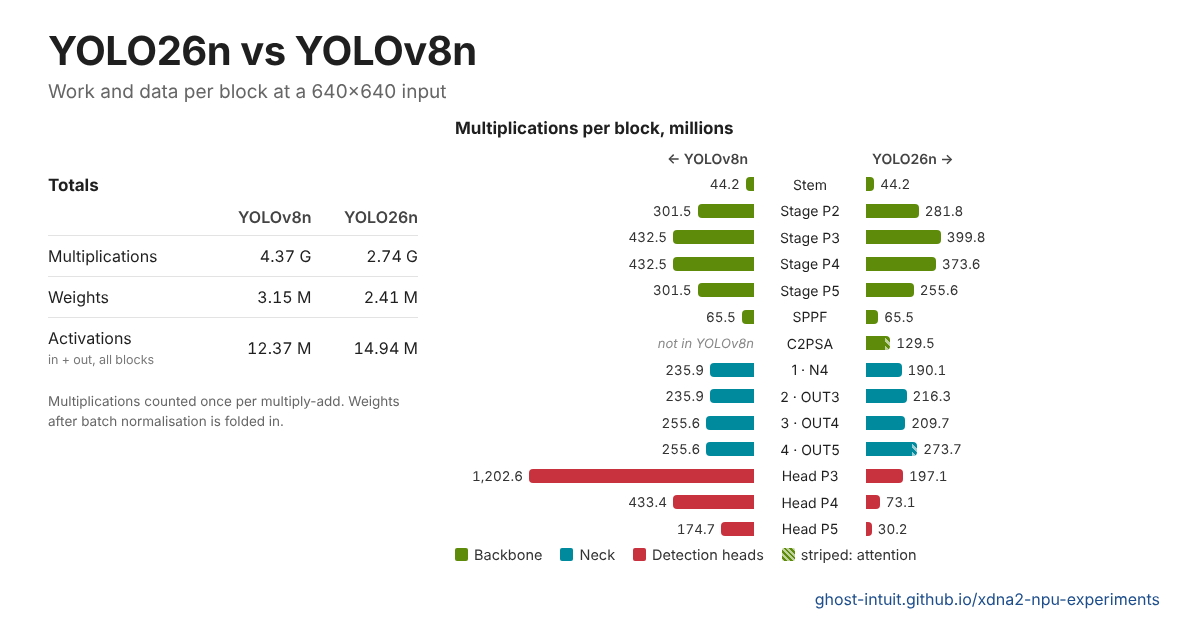 YOLO26n vs YOLOv8n
Work and data per block at a 640×640 input
Multiplications per block, millions
← YOLOv8n YOLO26n →
Totals
YOLOv8n YOLO26n
Multiplications 4.37 G 2.74 G
Weights 3.15 M 2.41 M
Activations 12.37 M 14.94 M
in + out, all blocks
Multiplications counted once per multiply-add. Weights
after batch normalisation is folded in.
44.2 Stem 44.2
301.5 Stage P2 281.8
432.5 Stage P3 399.8
432.5 Stage P4 373.6
301.5 Stage P5 255.6
65.5 SPPF 65.5
not in YOLOv8n C2PSA 129.5
235.9 1 · N4 190.1
235.9 2 · OUT3 216.3
255.6 3 · OUT4 209.7
255.6 4 · OUT5 273.7
1,202.6 Head P3 197.1
433.4 Head P4 73.1
174.7 Head P5 30.2
Backbone Neck Detection heads striped: attention
ghost-intuit.github.io/xdna2-npu-experiments